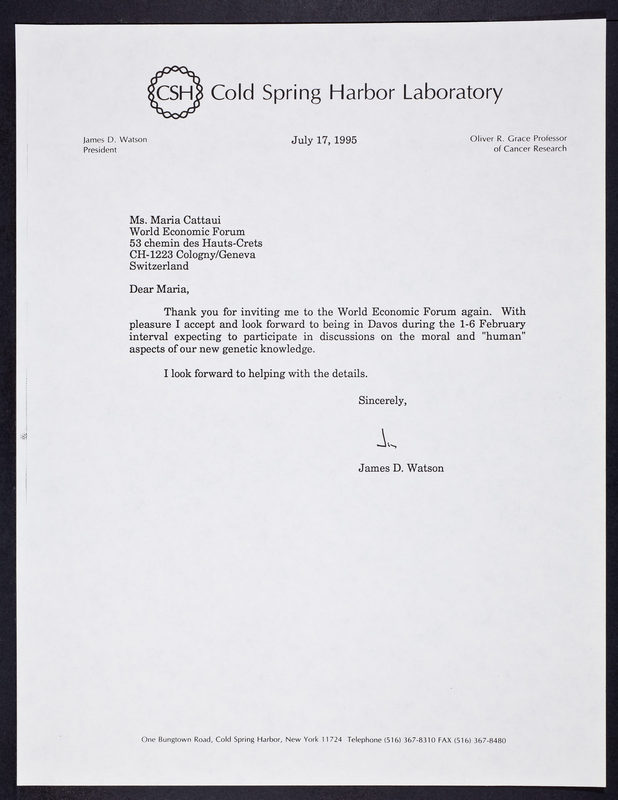 CSH Cold Spring Harbor Laboratory
James D. Watson
President
July 17, 1995
Oliver R. Grace Professor
of Cancer Research
Ms. Maria Cattaui
World Economic Forum
53 chemin des Hauts-Crets
CH-1223 Cologny/Geneva
Switzerland
Dear Maria,
Thank you for inviting me to the World Economic Forum again. With
pleasure I accept and look forward to being in Davos during the 1-6 February
interval expecting to participate in discussions on the moral and "human"
aspects of our new genetic knowledge.
I look forward to helping with the details.
Sincerely,
Jim
James D. Watson
One Bungtown Road, Cold Spring Harbor, New York 11724 Telephone (516) 367-8310 FAX (516) 367-8480